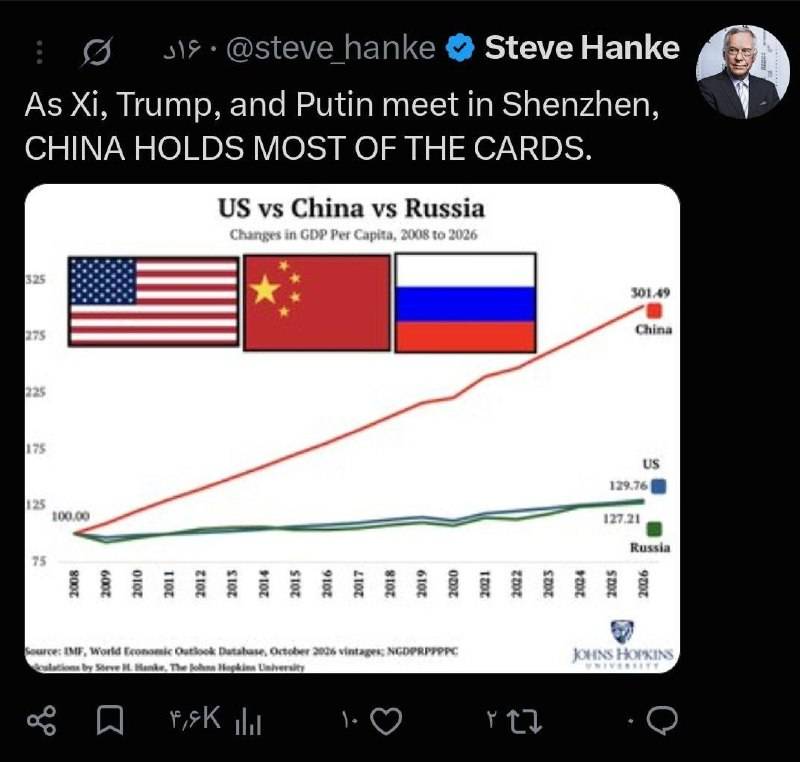 Steve Hanke @steve_hanke · ۱۶د
As Xi, Trump, and Putin meet in Shenzhen,
CHINA HOLDS MOST OF THE CARDS.
US vs China vs Russia
Changes in GDP Per Capita, 2008 to 2026
325
275
225
175
125
75
100.00
301.49
China
US
129.76
127.21
Russia
2008 2009 2010 2011 2012 2013 2014 2015 2016 2017 2018 2019 2020 2021 2022 2023 2024 2025 2026
Source: IMF, World Economic Outlook Database, October 2026 vintages; NGDPRPPPPC
alculations by Steve H. Hanke, The Johns Hopkins University
JOHNS HOPKINS
UNIVERSITY
۴٫۶K ۱۰ ۲ ۰